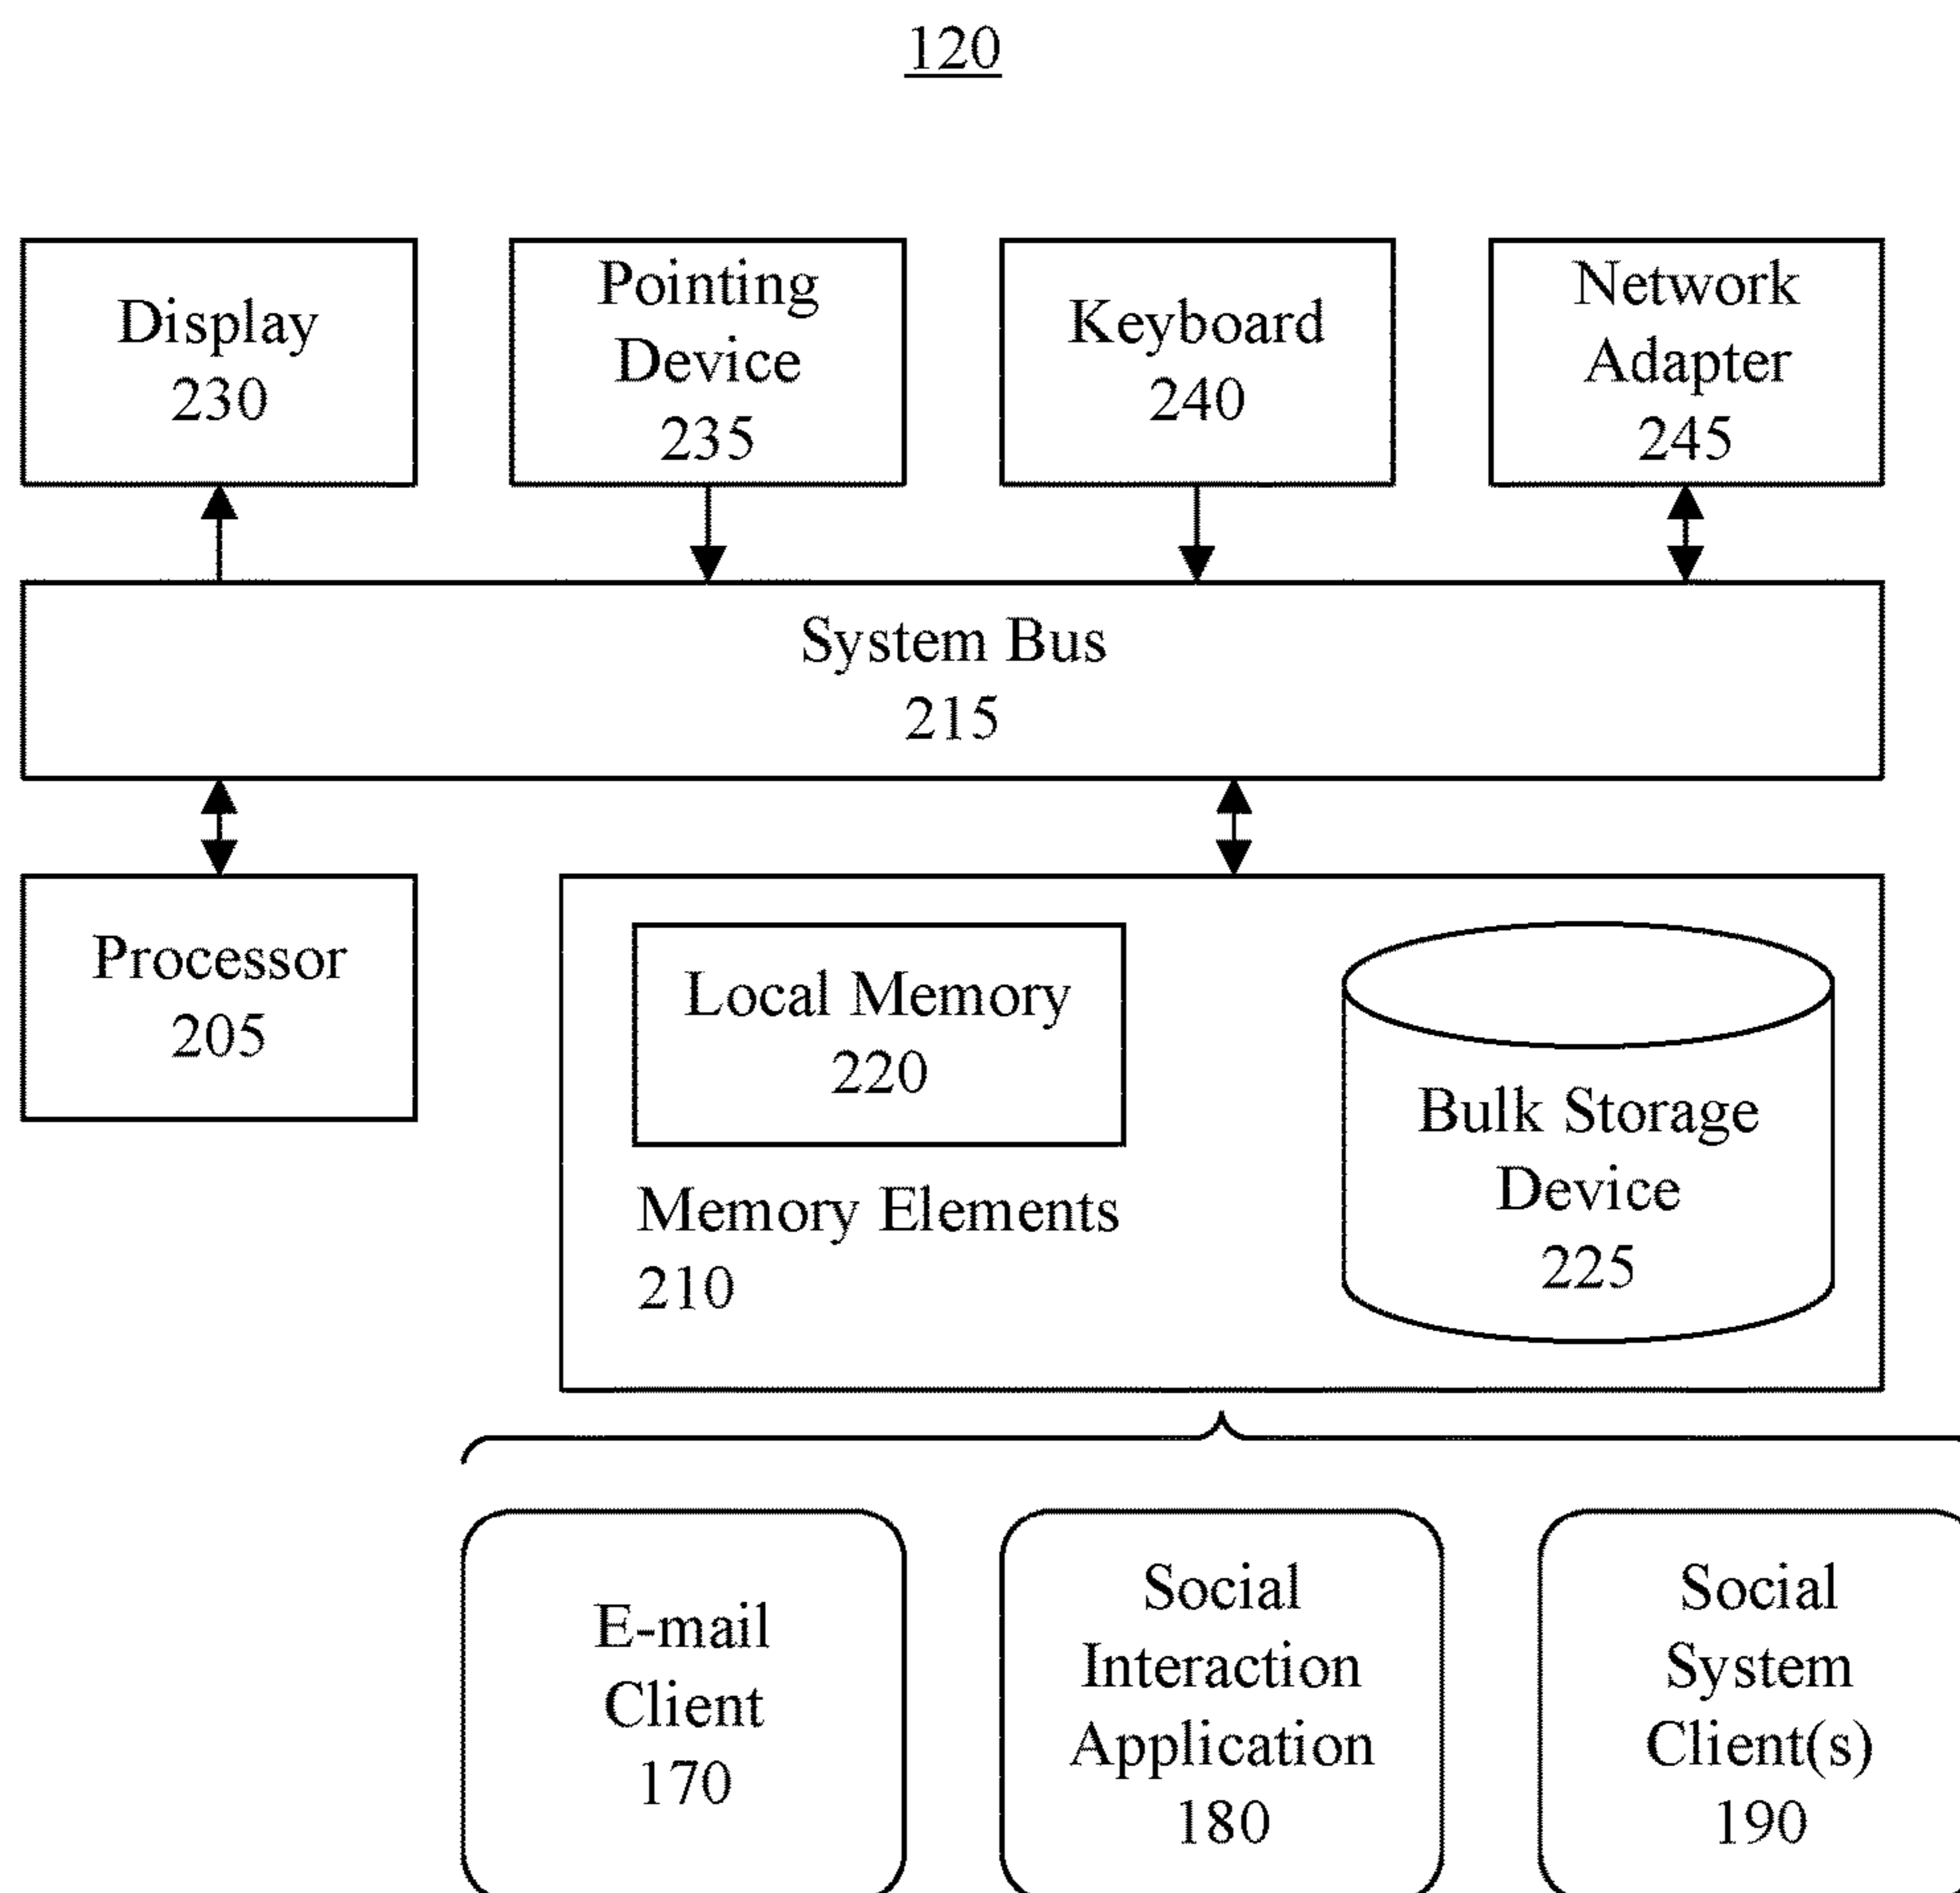 120
Display
230
Pointing
Device
235
Keyboard
240
Network
Adapter
245
System Bus
215
Processor
205
Local Memory
220
Memory Elements
210
Bulk Storage
Device
225
E-mail
Client
170
Social
Interaction
Application
180
Social
System
Client(s)
190